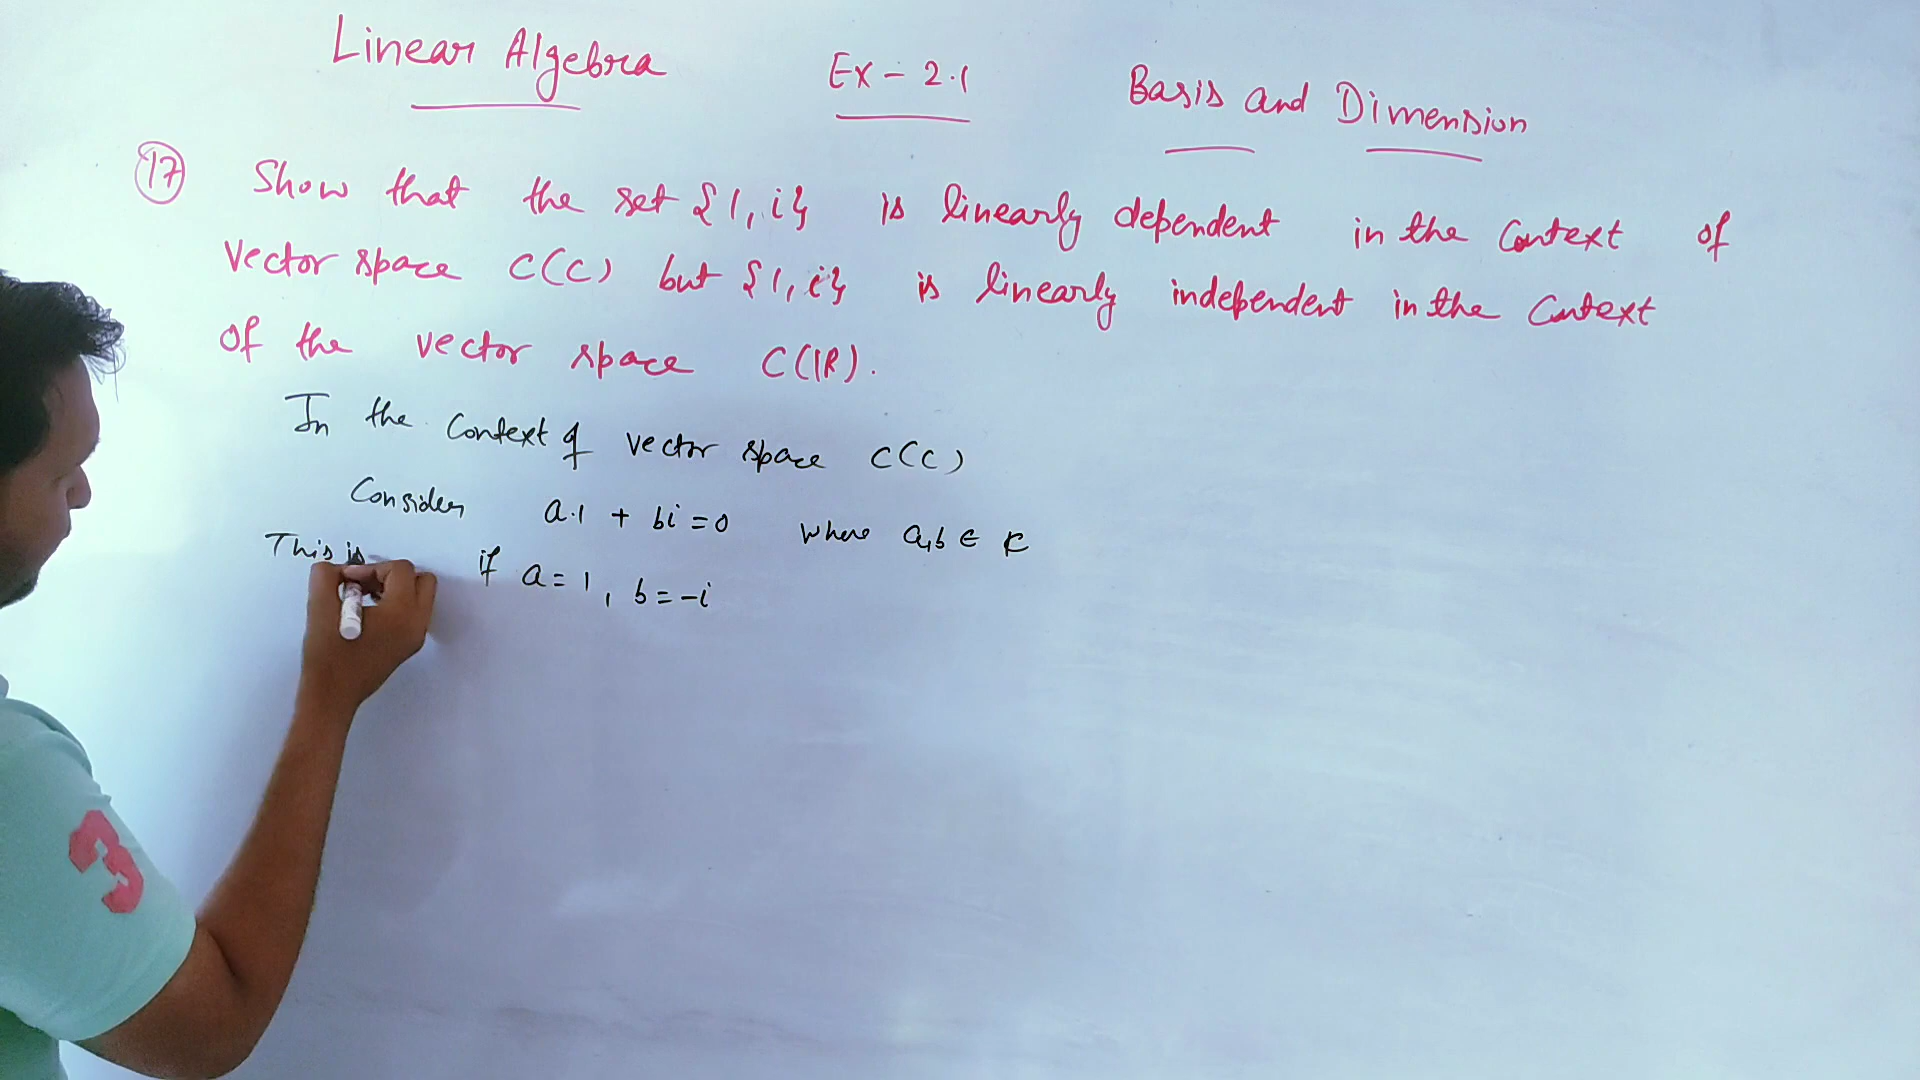 Linear Algebra Ex-2.1 Basis and Dimension
(17) Show that the set {1, i} is linearly dependent in the Context of
Vector space C(C) but {1, i} is linearly independent in the Context
of the vector space C(IR).
In the Context of vector space C(C)
Consider a.1 + bi = 0 where a,b ∈
This is if a = 1, b = -i
3